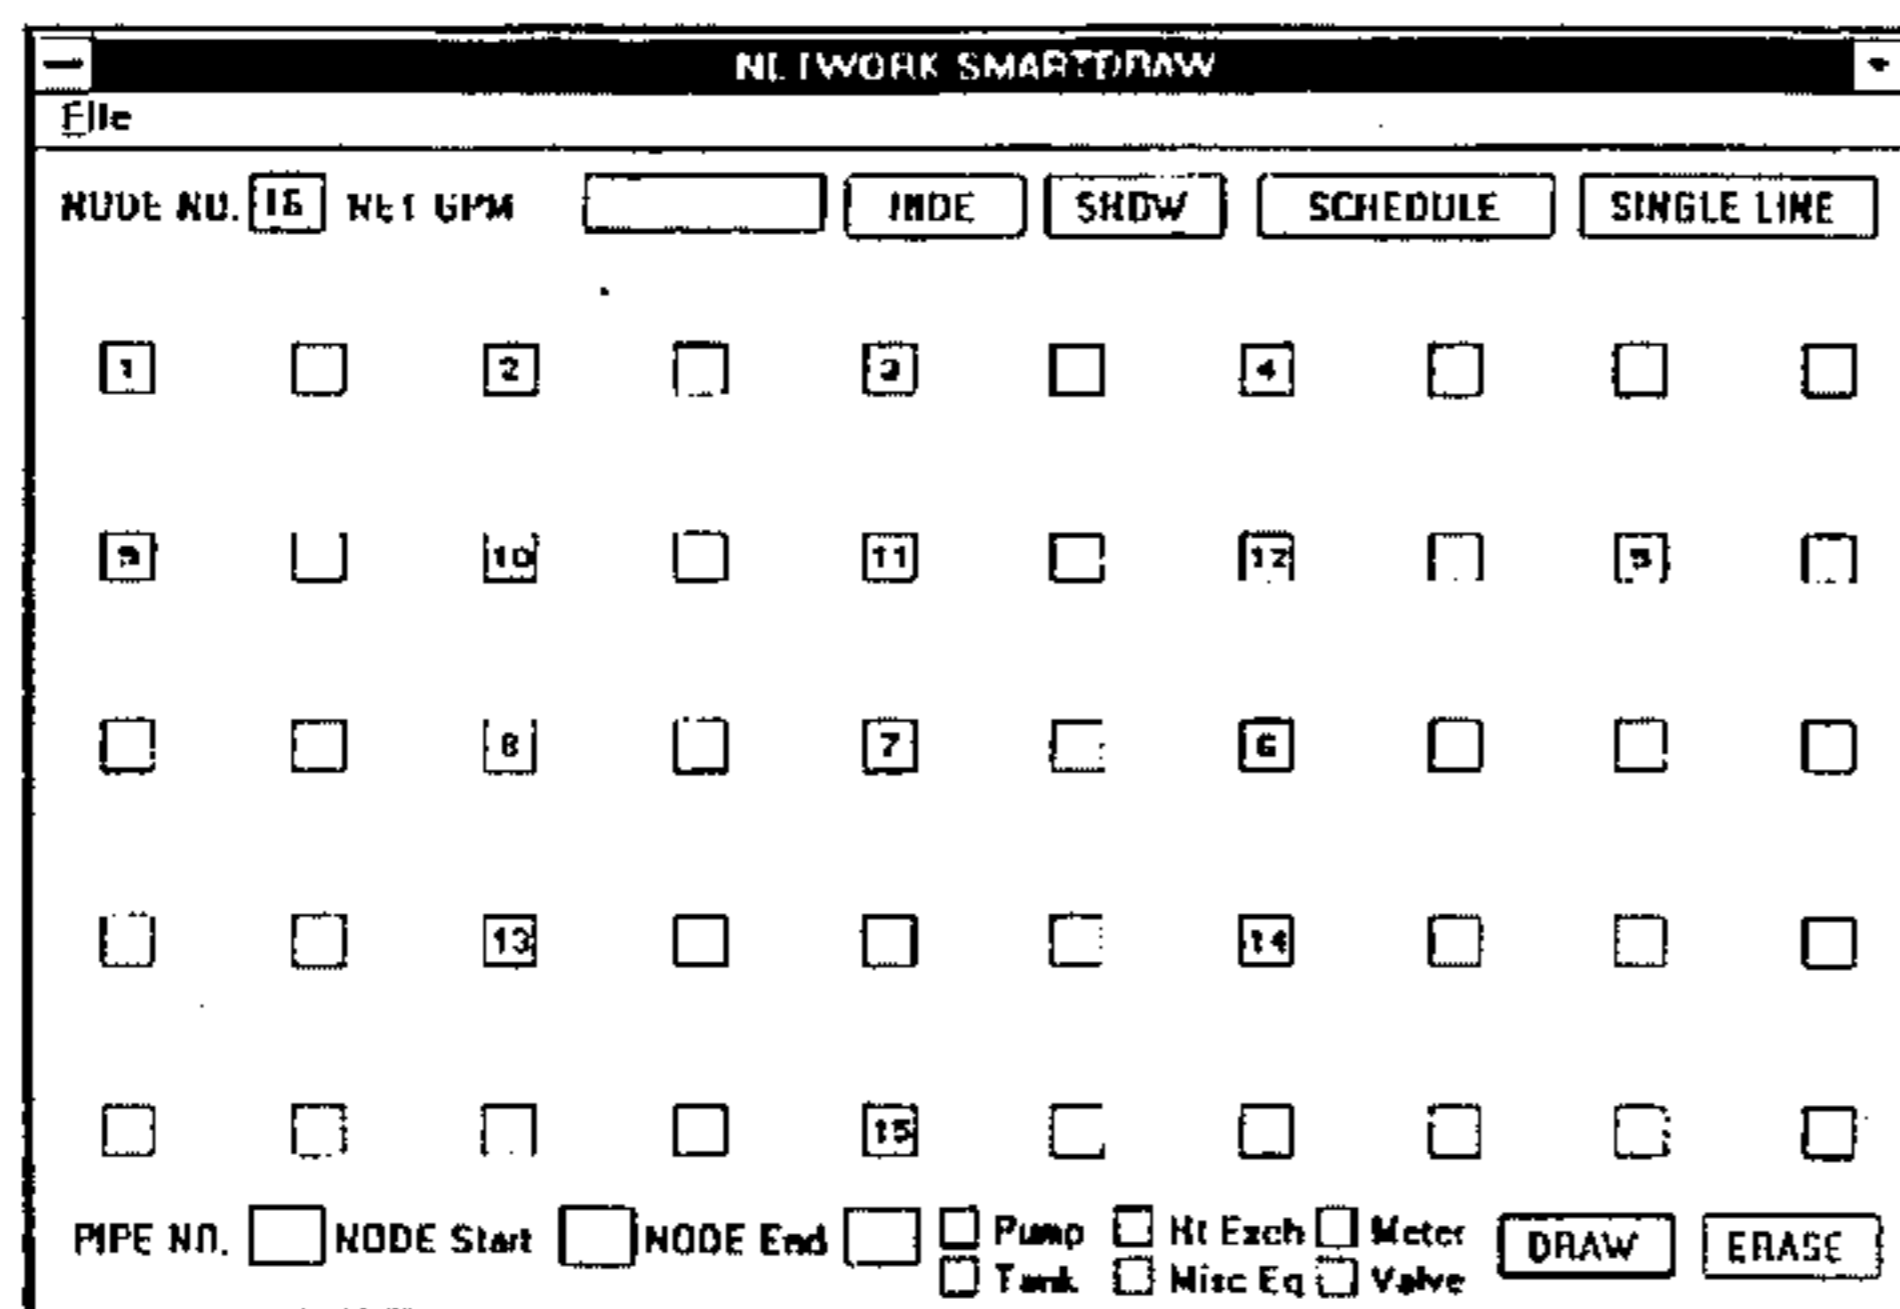 NETWORK SMARTDRAW
File
NODE NO. 16 NET GPM SHOW SCHEDULE SINGLE LINE
1 2 3 4
9 10 11 12 5
8 7 6
13 14
15
PIPE NO. NODE Start NODE End Pump Ht Exch Meter DRAW ERASE
Tank Misc Eq Valve